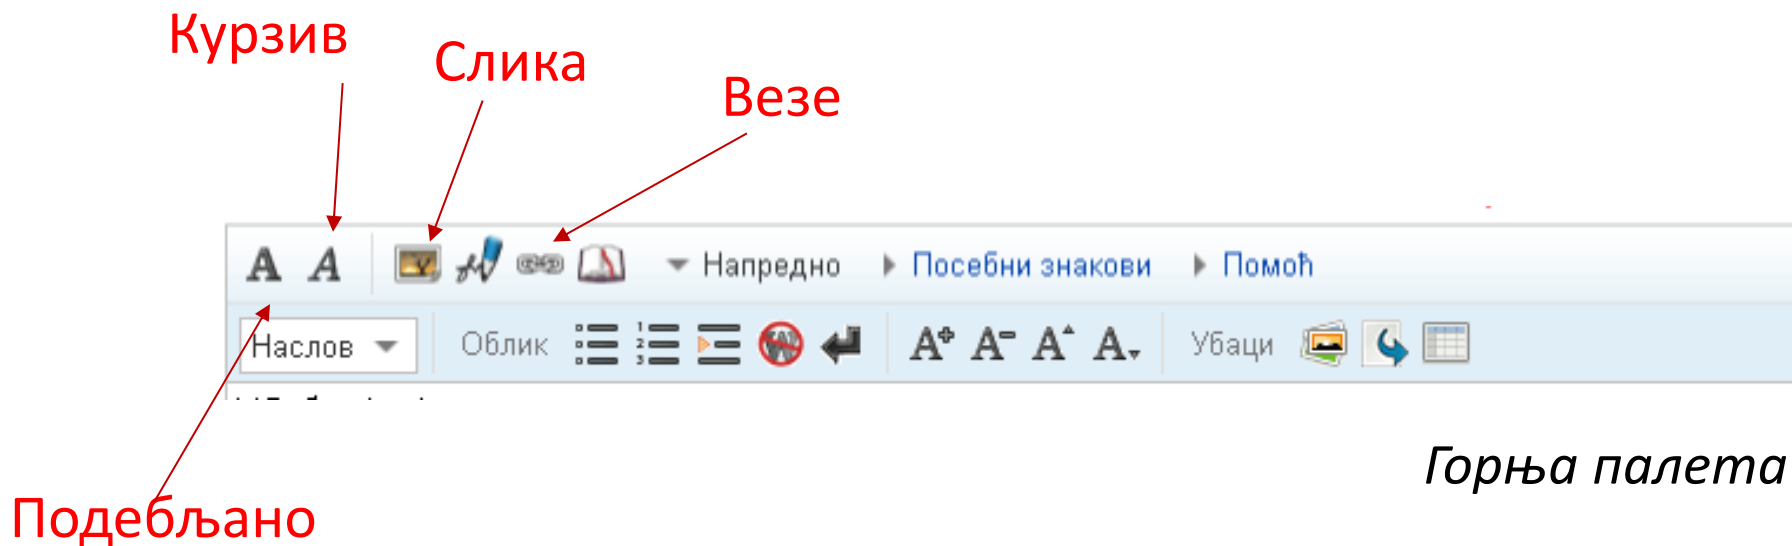 Курзив
Слика
Везе
Напредно Посебни знакови Помоћ
Наслов Облик Убаци
Горња палета
Подебљано